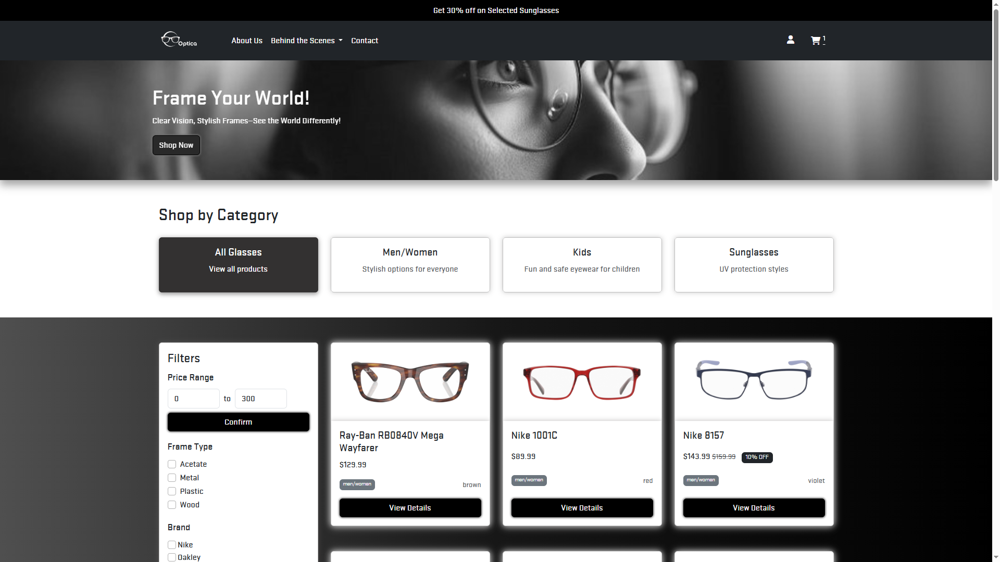 Get 30% off on Selected Sunglasses
Optica
About Us
Behind the Scenes
Contact
1
Frame Your World!
Clear Vision, Stylish Frames—See the World Differently!
Shop Now
Shop by Category
All Glasses
View all products
Men/Women
Stylish options for everyone
Kids
Fun and safe eyewear for children
Sunglasses
UV protection styles
Filters
Price Range
0 to 300
Confirm
Frame Type
Acetate
Metal
Plastic
Wood
Brand
Nike
Oakley
Ray-Ban RB0840V Mega
Wayfarer
$129.99
men/women brown
View Details
Nike 1001C
$89.99
men/women red
View Details
Nike 8157
$143.99 $159.99 10% OFF
men/women violet
View Details